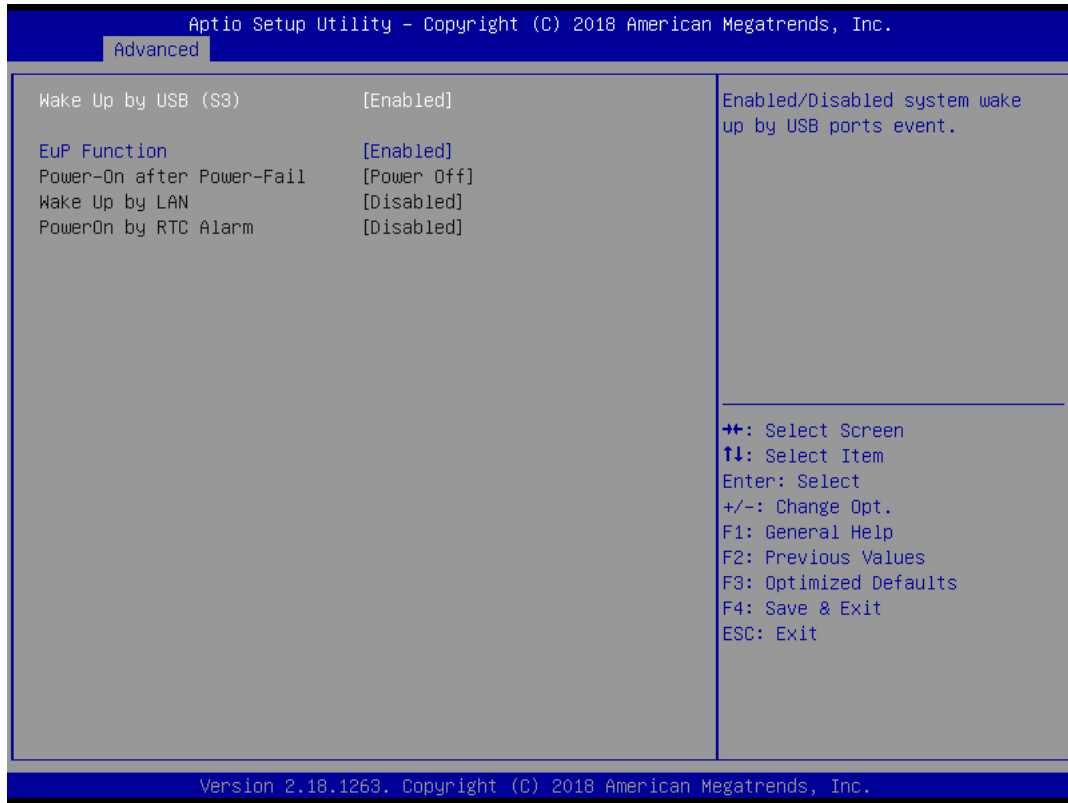 Aptio Setup Utility – Copyright (C) 2018 American Megatrends, Inc.
Advanced
Wake Up by USB (S3) [Enabled]
EuP Function [Enabled]
Power-On after Power-Fail [Power Off]
Wake Up by LAN [Disabled]
PowerOn by RTC Alarm [Disabled]
Enabled/Disabled system wake
up by USB ports event.
→←: Select Screen
↑↓: Select Item
Enter: Select
+/-: Change Opt.
F1: General Help
F2: Previous Values
F3: Optimized Defaults
F4: Save & Exit
ESC: Exit
Version 2.18.1263. Copyright (C) 2018 American Megatrends, Inc.